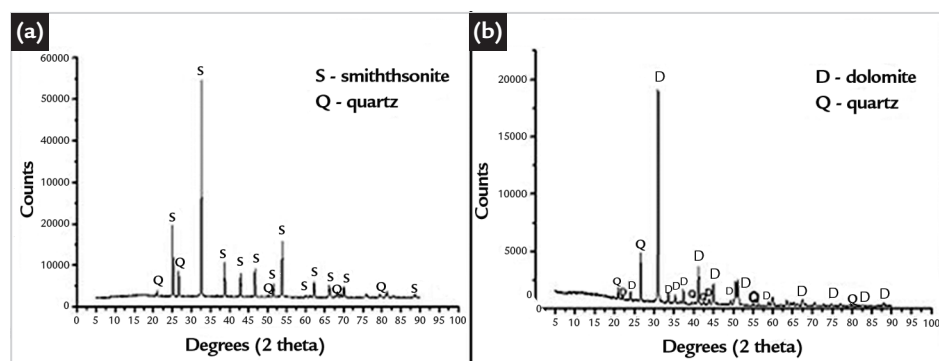 (a)
S - smiththsonite
Q - quartz
Counts
60000
50000
40000
30000
20000
10000
0
S
S
Q
Q
S
S
S
Q
S
S
S
S
S
Q
S
Q
S
0 5 15 20 25 30 35 40 45 50 55 60 65 70 75 80 85 90 95 100
Degrees (2 theta)
(b)
D - dolomite
Q - quartz
Counts
20000
15000
10000
5000
0
D
Q
Q
Q
D
D
D
D
Q
D
Q
D
D
D
D
Q
D
D
D
Q
D
D
5 10 15 20 25 30 35 40 45 50 55 60 65 70 75 80 85 90 95 100
Degrees (2 theta)